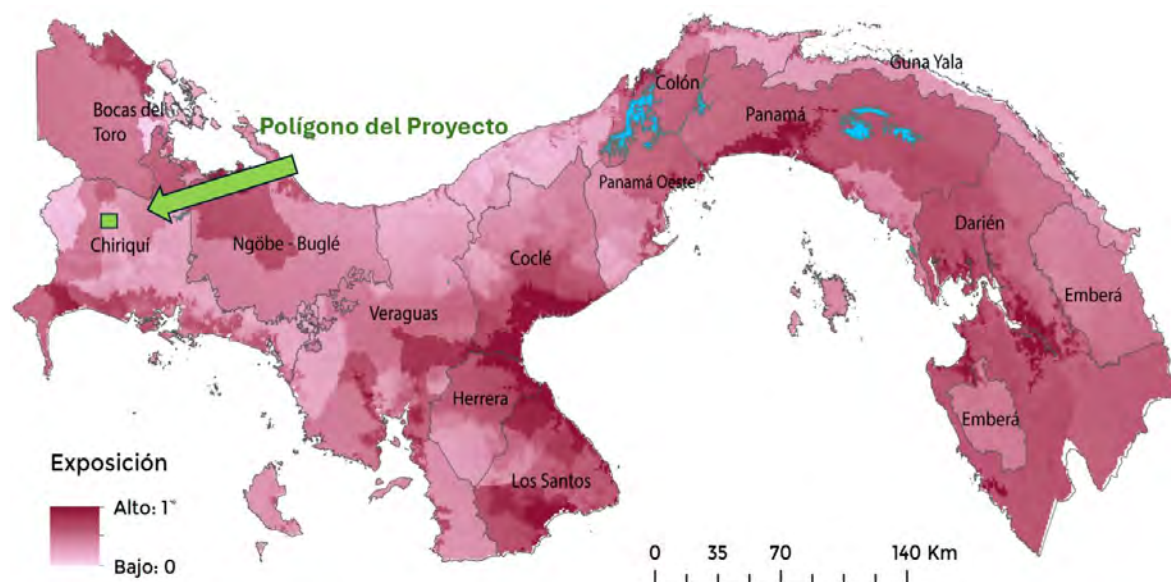 Guna Yala
Colón
Bocas del
Toro
Panamá
Polígono del Proyecto
Panamá Oeste
Darién
Chiriquí
Ngöbe - Buglé
Coclé
Emberá
Veraguas
Herrera
Emberá
Los Santos
Exposición
Alto: 1
Bajo: 0
0 35 70 140 Km